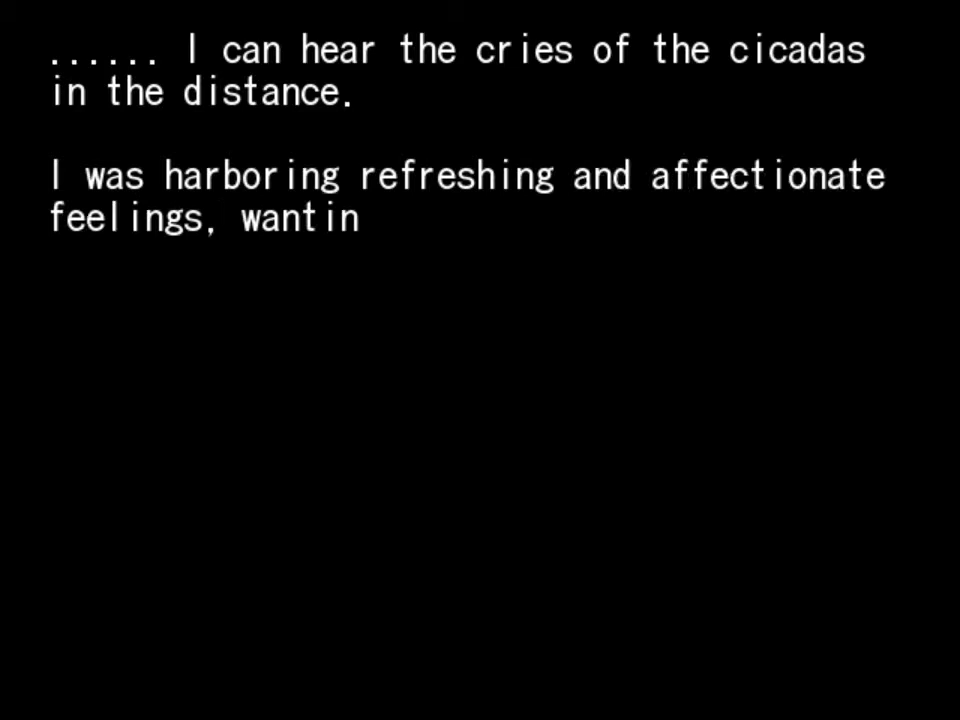 ...... I can hear the cries of the cicadas
in the distance.
I was harboring refreshing and affectionate
feelings, wantin